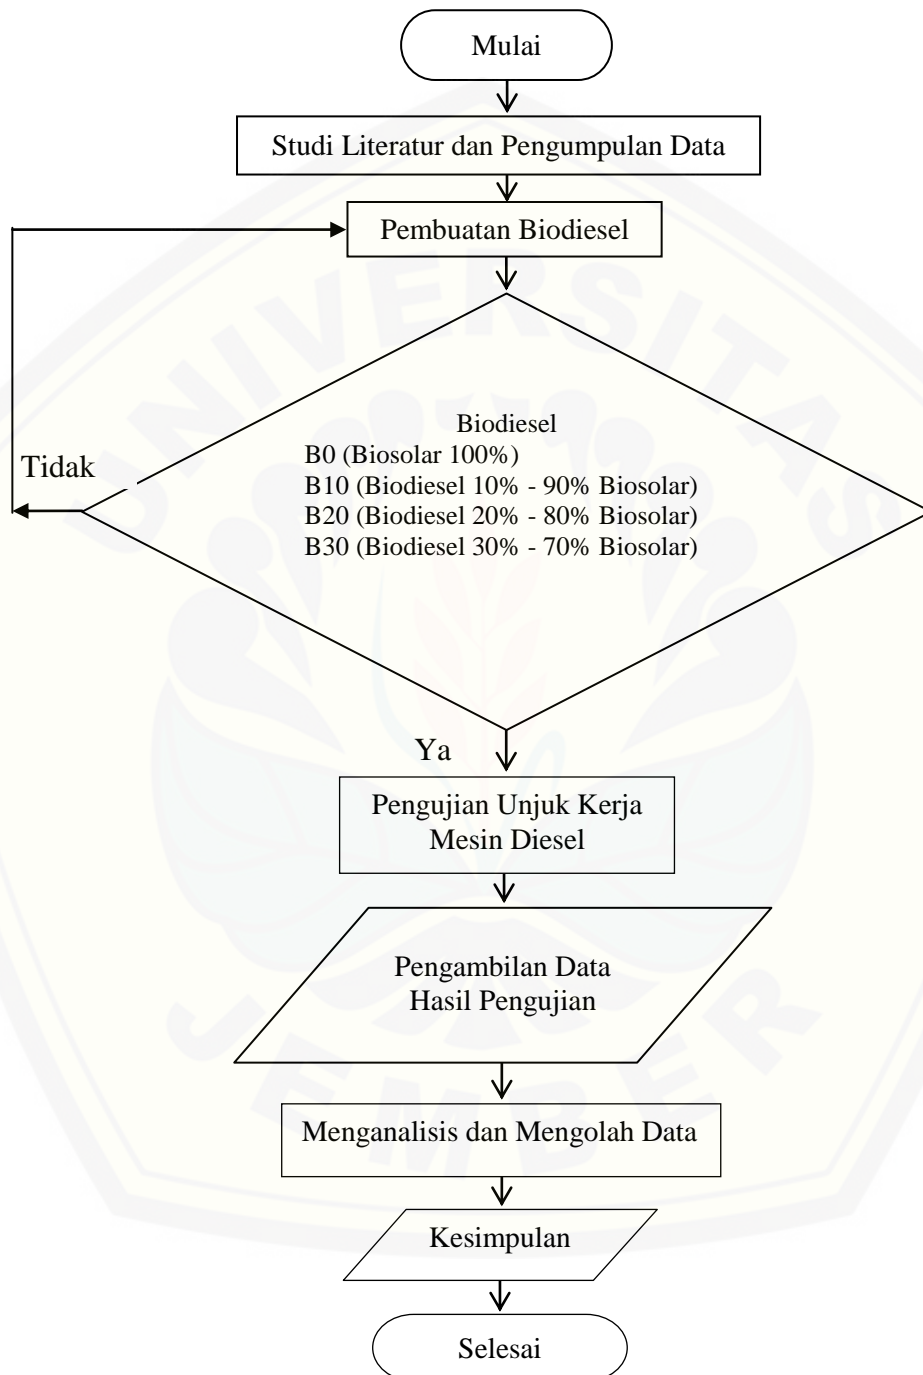 Mulai
Studi Literatur dan Pengumpulan Data
Pembuatan Biodiesel
Biodiesel
B0 (Biosolar 100%)
B10 (Biodiesel 10% - 90% Biosolar)
B20 (Biodiesel 20% - 80% Biosolar)
B30 (Biodiesel 30% - 70% Biosolar)
Tidak
Ya
Pengujian Unjuk Kerja
Mesin Diesel
Pengambilan Data
Hasil Pengujian
Menganalisis dan Mengolah Data
Kesimpulan
Selesai
UNIVERSITAS
JEMBER